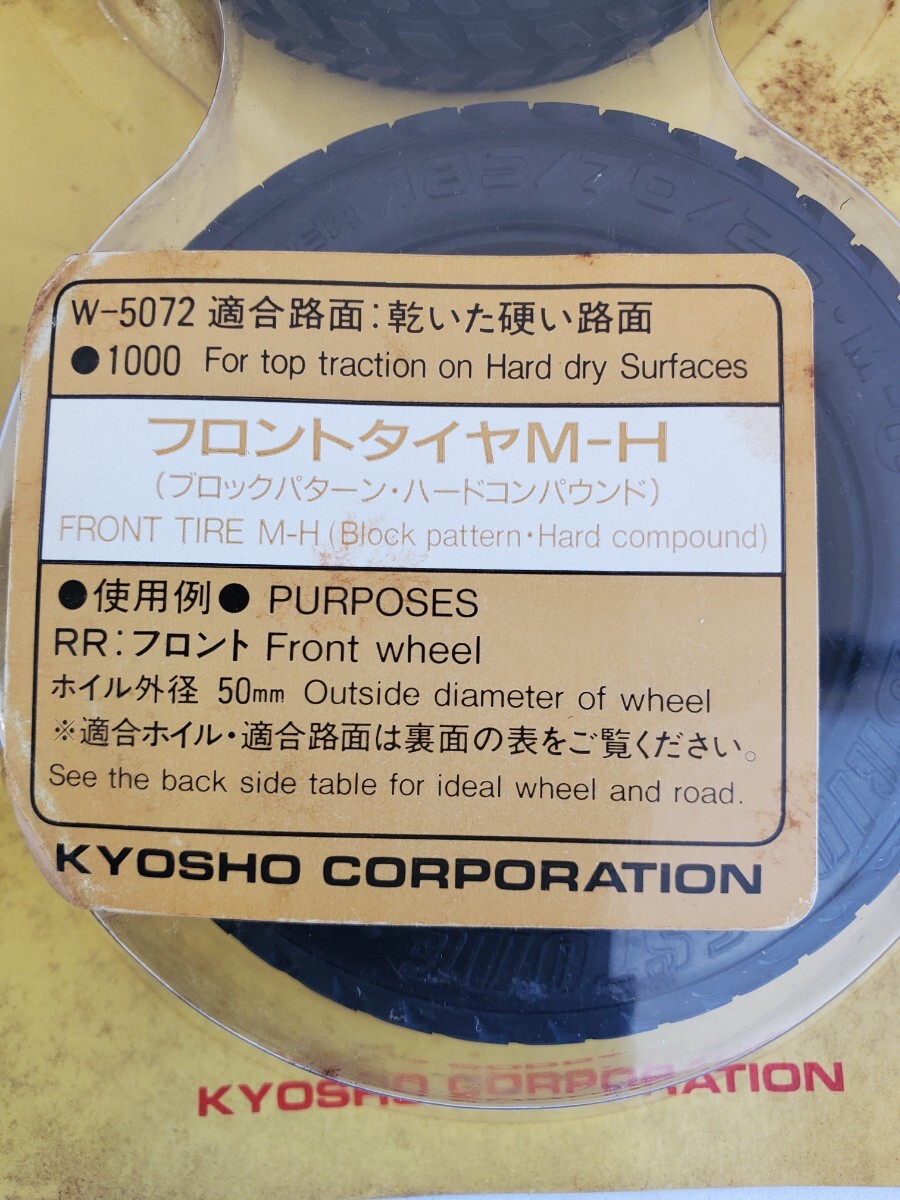 185/70/
W-5072 適合路面:乾いた硬い路面
●1000 For top traction on Hard dry Surfaces
フロントタイヤM-H
(ブロックパターン・ハードコンパウンド)
FRONT TIRE M-H (Block pattern・Hard compound)
●使用例● PURPOSES
RR:フロント Front wheel
ホイル外径 50mm Outside diameter of wheel
※適合ホイル・適合路面は裏面の表をご覧ください。
See the back side table for ideal wheel and road.
KYOSHO CORPORATION
KYOSHO CORPORATION